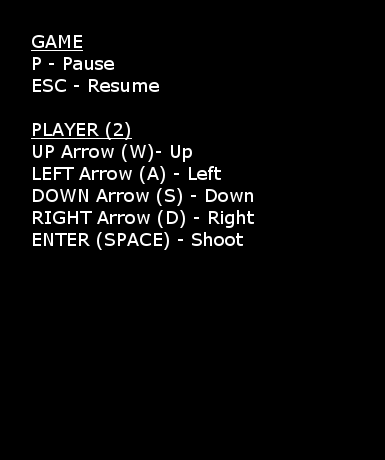 GAME
P - Pause
ESC - Resume
PLAYER (2)
UP Arrow (W)- Up
LEFT Arrow (A) - Left
DOWN Arrow (S) - Down
RIGHT Arrow (D) - Right
ENTER (SPACE) - Shoot